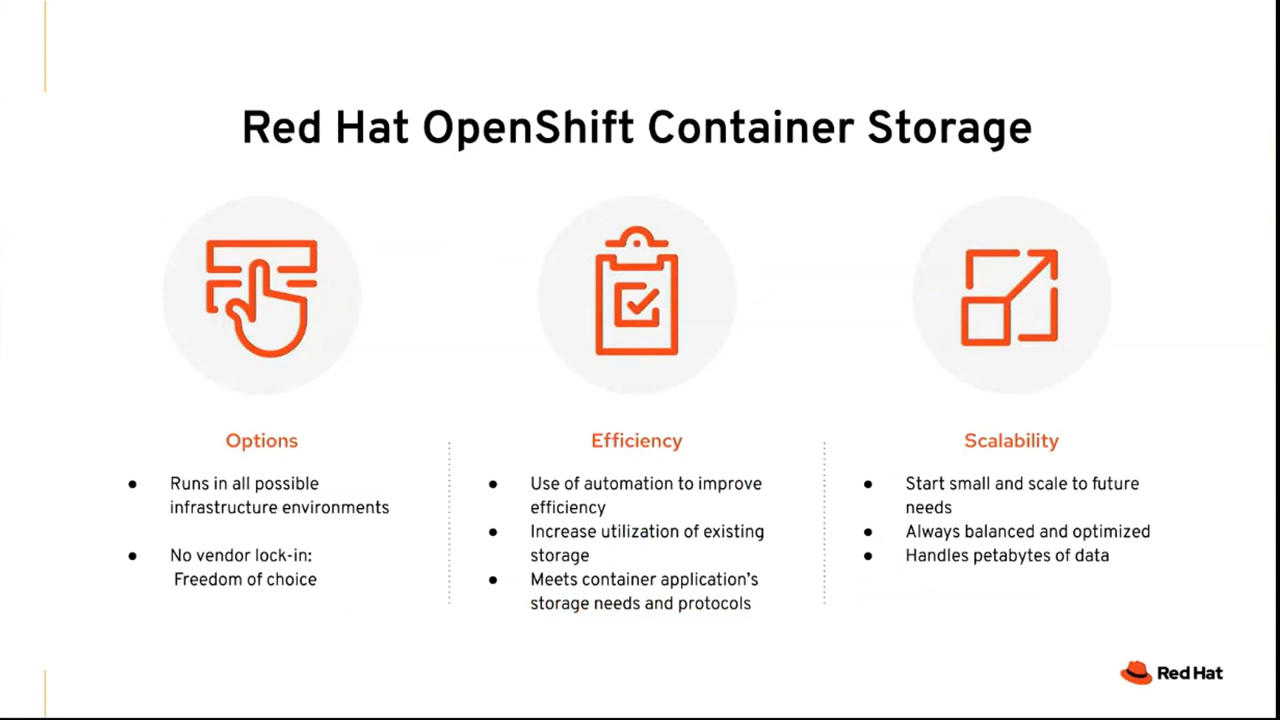 Red Hat OpenShift Container Storage
Options
● Runs in all possible
infrastructure environments
● No vendor lock-in:
Freedom of choice
Efficiency
● Use of automation to improve
efficiency
● Increase utilization of existing
storage
● Meets container application’s
storage needs and protocols
Scalability
● Start small and scale to future
needs
● Always balanced and optimized
● Handles petabytes of data
Red Hat